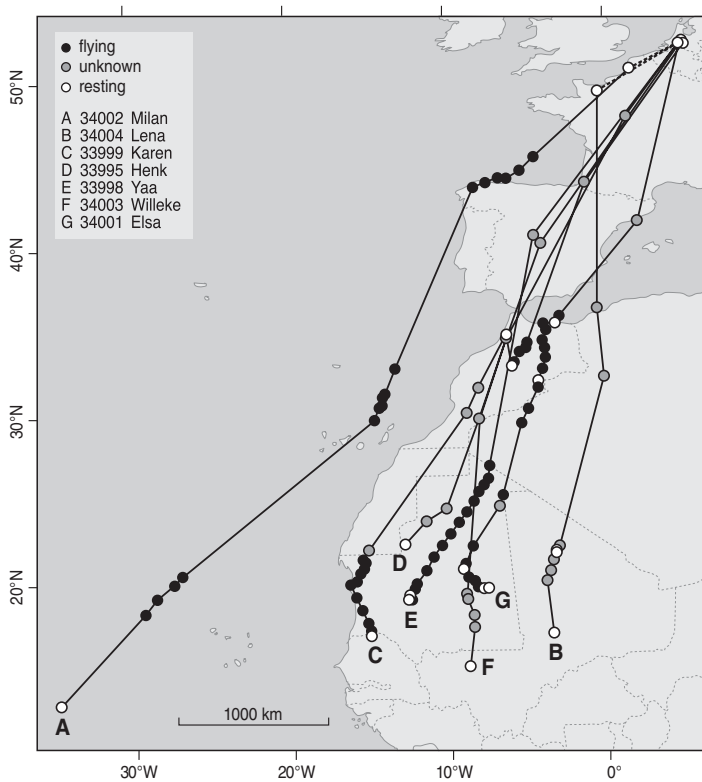 flying
unknown
resting
A 34002 Milan
B 34004 Lena
C 33999 Karen
D 33995 Henk
E 33998 Yaa
F 34003 Willeke
G 34001 Elsa
50°N
40°N
30°N
20°N
D
E
G
C
F
B
A
1000 km
30°W
20°W
10°W
0°